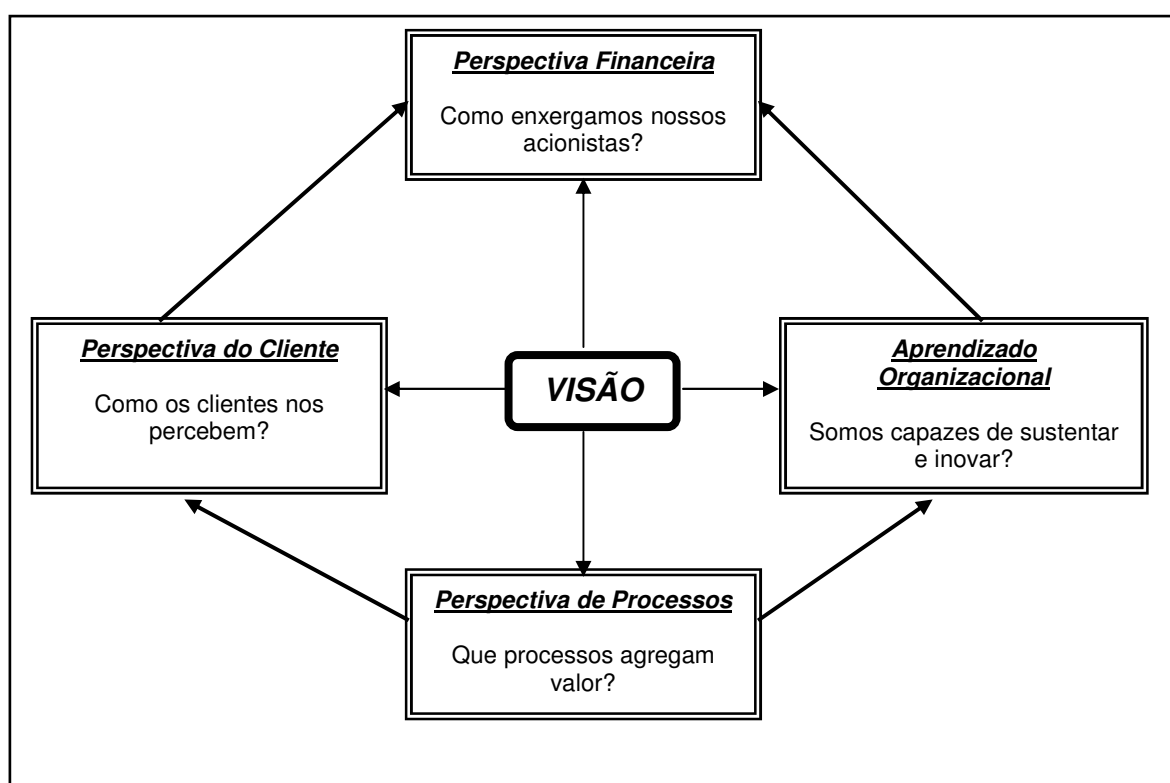 Perspectiva Financeira
Como enxergamos nossos
acionistas?
Perspectiva do Cliente
Como os clientes nos
percebem?
VISÃO
Aprendizado
Organizacional
Somos capazes de sustentar
e inovar?
Perspectiva de Processos
Que processos agregam
valor?